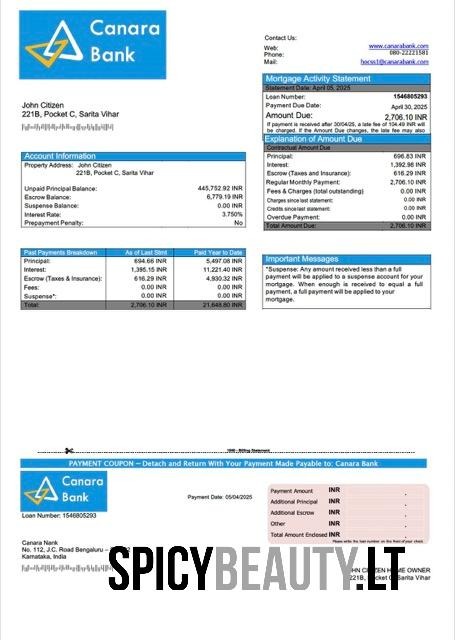 Canara
Bank
Contact Us:
Web: www.canarabank.com
Phone: 080-22221581
Mail: hocss1@canarabank.com
Mortgage Activity Statement
Statement Date: April 05, 2025
Loan Number: 1546805293
Payment Due Date: April 30, 2025
Amount Due: 2,706.10 INR
If payment is received after 30/04/25, a late fee of 104.49 INR will
be charged. If the Amount Due changes, the late fee may also
Explanation of Amount Due
Contractual Amount Due
Principal: 696.83 INR
Interest: 1,392.98 INR
Escrow (Taxes and Insurance): 616.29 INR
Regular Monthly Payment: 2,706.10 INR
Fees & Charges (total outstanding) 0.00 INR
Charges since last statement: 0.00 INR
Credits since last statement: 0.00 INR
Overdue Payment: 0.00 INR
Total Amount Due: 2,706.10 INR
John Citizen
221B, Pocket C, Sarita Vihar
Account Information
Property Address: John Citizen
221B, Pocket C, Sarita Vihar
Unpaid Principal Balance: 445,752.92 INR
Escrow Balance: 6,779.19 INR
Suspense Balance: 0.00 INR
Interest Rate: 3.750%
Prepayment Penalty: No
Past Payments Breakdown As of Last Stmt Paid Year to Date
Principal: 694.66 INR 5,497.08 INR
Interest: 1,395.15 INR 11,221.40 INR
Escrow (Taxes & Insurance): 616.29 INR 4,930.32 INR
Fees: 0.00 INR 0.00 INR
Suspense*: 0.00 INR 0.00 INR
Total: 2,706.10 INR 21,648.80 INR
Important Messages
*Suspense: Any amount received less than a full
payment will be applied to a suspense account for your
mortgage. When enough is received to equal a full
payment, a full payment will be applied to your
mortgage.
Billing Statement
PAYMENT COUPON – Detach and Return With Your Payment Made Payable to: Canara Bank
Canara
Bank
Loan Number: 1546805293
Payment Date: 05/04/2025
Payment Amount INR .
Additional Principal INR .
Additional Escrow INR .
Other INR .
Total Amount Enclosed INR .
Please write the loan number on the front of your check.
Canara Nank
No. 112, J.C. Road Bengaluru –
Karnataka, India
SPICYBEAUTY.LT
221B, Pocket C, Sarita Vihar